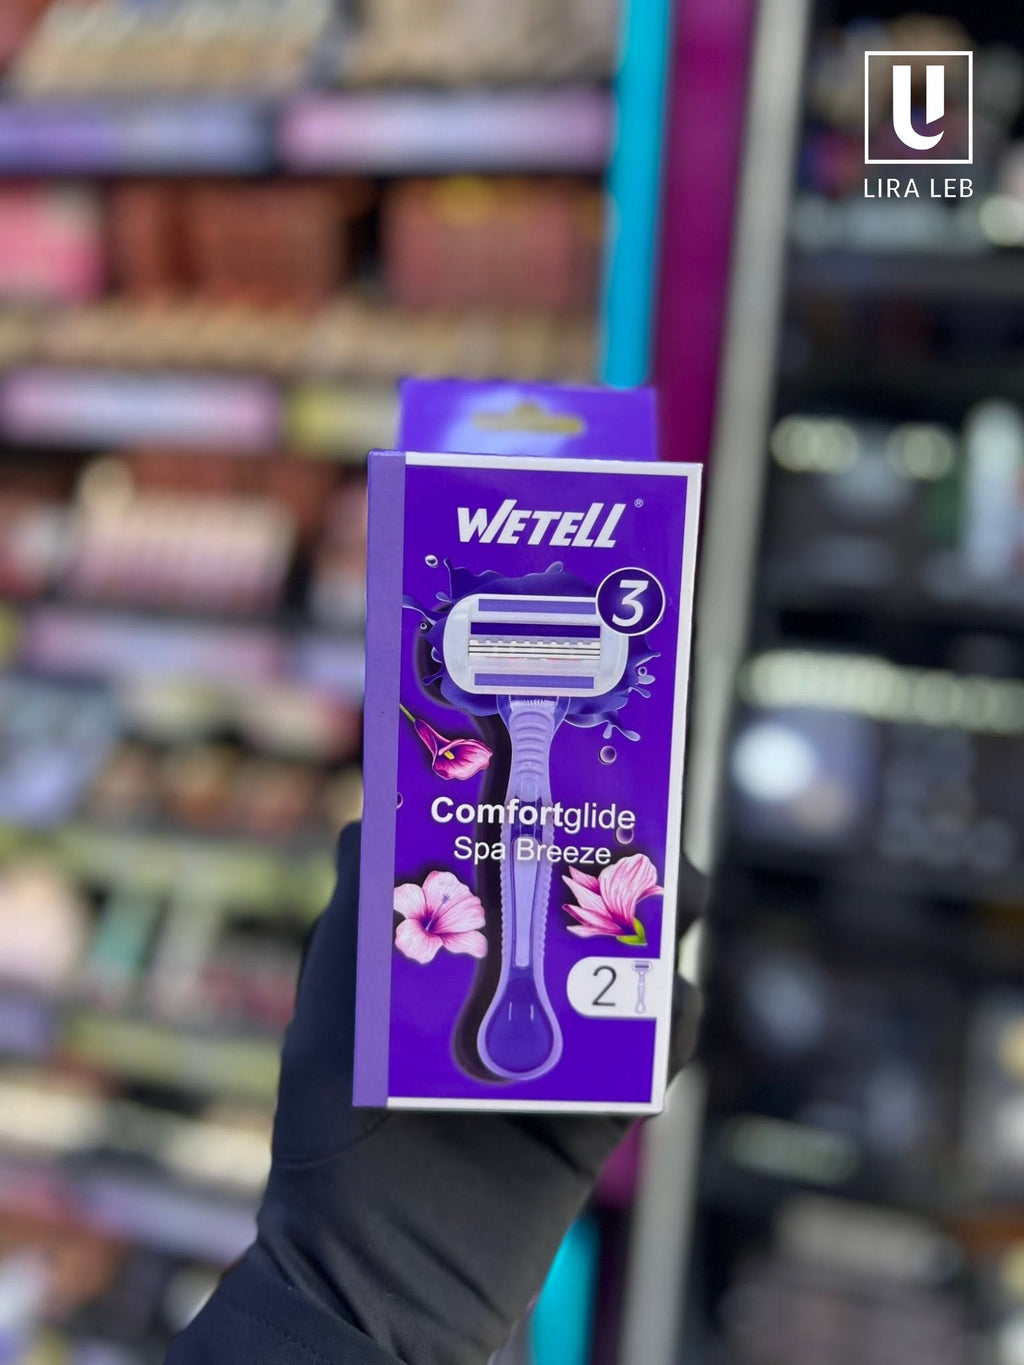 LIRA LEB
WETELL®
3
Comfortglide
Spa Breeze
2